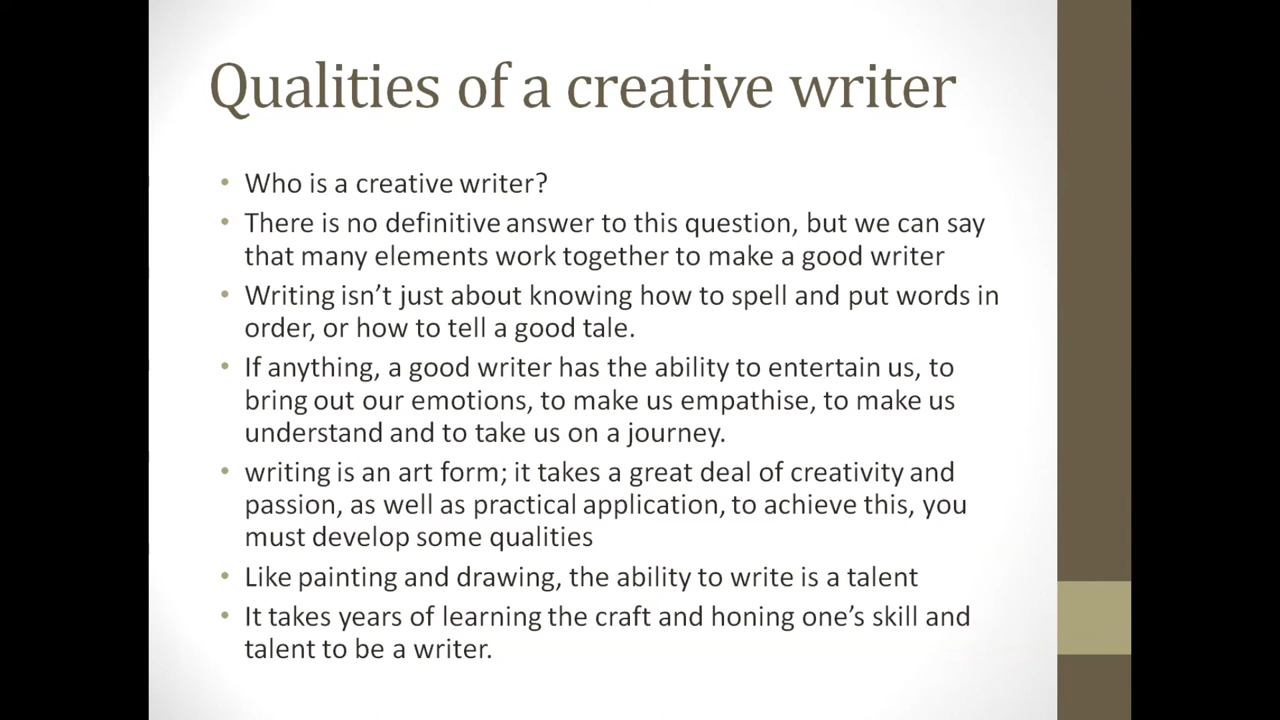 Qualities of a creative writer
• Who is a creative writer?
• There is no definitive answer to this question, but we can say
that many elements work together to make a good writer
• Writing isn’t just about knowing how to spell and put words in
order, or how to tell a good tale.
• If anything, a good writer has the ability to entertain us, to
bring out our emotions, to make us empathise, to make us
understand and to take us on a journey.
• writing is an art form; it takes a great deal of creativity and
passion, as well as practical application, to achieve this, you
must develop some qualities
• Like painting and drawing, the ability to write is a talent
• It takes years of learning the craft and honing one’s skill and
talent to be a writer.